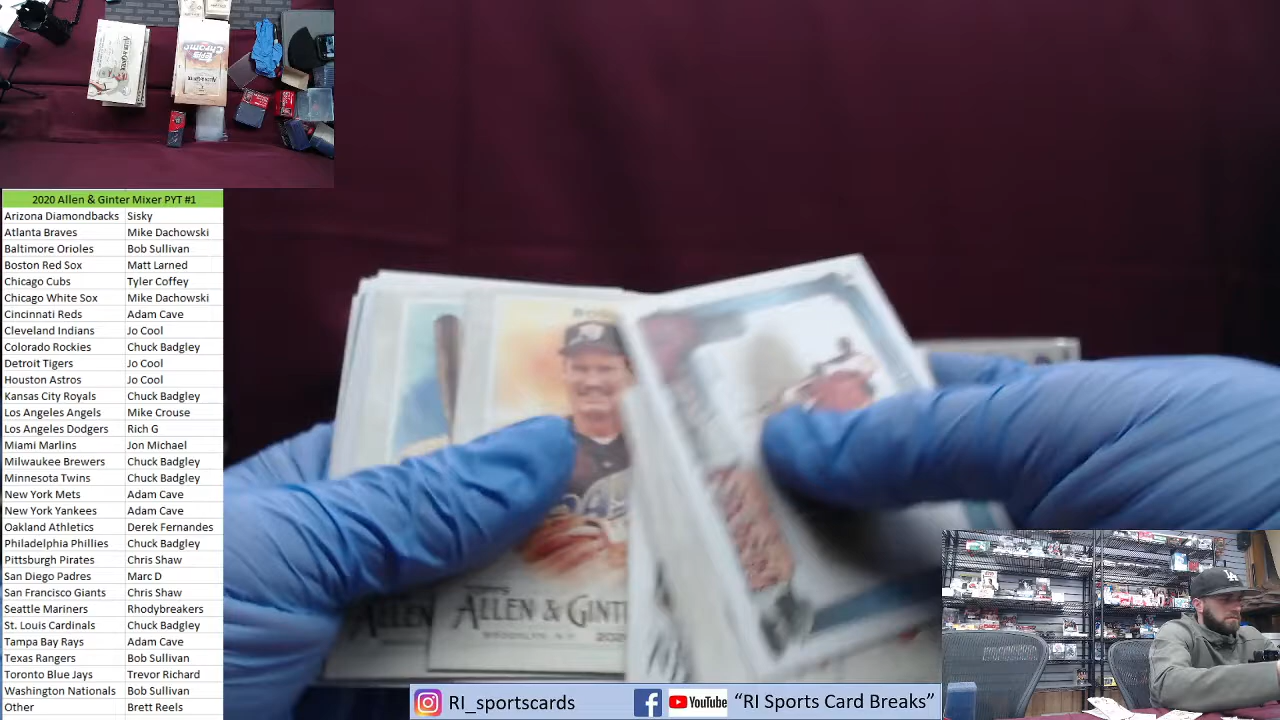 ALLEN & GINTER
Chrome
2020 Allen & Ginter Mixer PYT #1
Arizona Diamondbacks Sisky
Atlanta Braves Mike Dachowski
Baltimore Orioles Bob Sullivan
Boston Red Sox Matt Larned
Chicago Cubs Tyler Coffey
Chicago White Sox Mike Dachowski
Cincinnati Reds Adam Cave
Cleveland Indians Jo Cool
Colorado Rockies Chuck Badgley
Detroit Tigers Jo Cool
Houston Astros Jo Cool
Kansas City Royals Chuck Badgley
Los Angeles Angels Mike Crouse
Los Angeles Dodgers Rich G
Miami Marlins Jon Michael
Milwaukee Brewers Chuck Badgley
Minnesota Twins Chuck Badgley
New York Mets Adam Cave
New York Yankees Adam Cave
Oakland Athletics Derek Fernandes
Philadelphia Phillies Chuck Badgley
Pittsburgh Pirates Chris Shaw
San Diego Padres Marc D
San Francisco Giants Chris Shaw
Seattle Mariners Rhodybreakers
St. Louis Cardinals Chuck Badgley
Tampa Bay Rays Adam Cave
Texas Rangers Bob Sullivan
Toronto Blue Jays Trevor Richard
Washington Nationals Bob Sullivan
Other Brett Reels
ALLEN
ALLEN & GINT
BROOKLYN, N.Y.
LA
RI_sportscards YouTube “RI Sports Card Breaks”